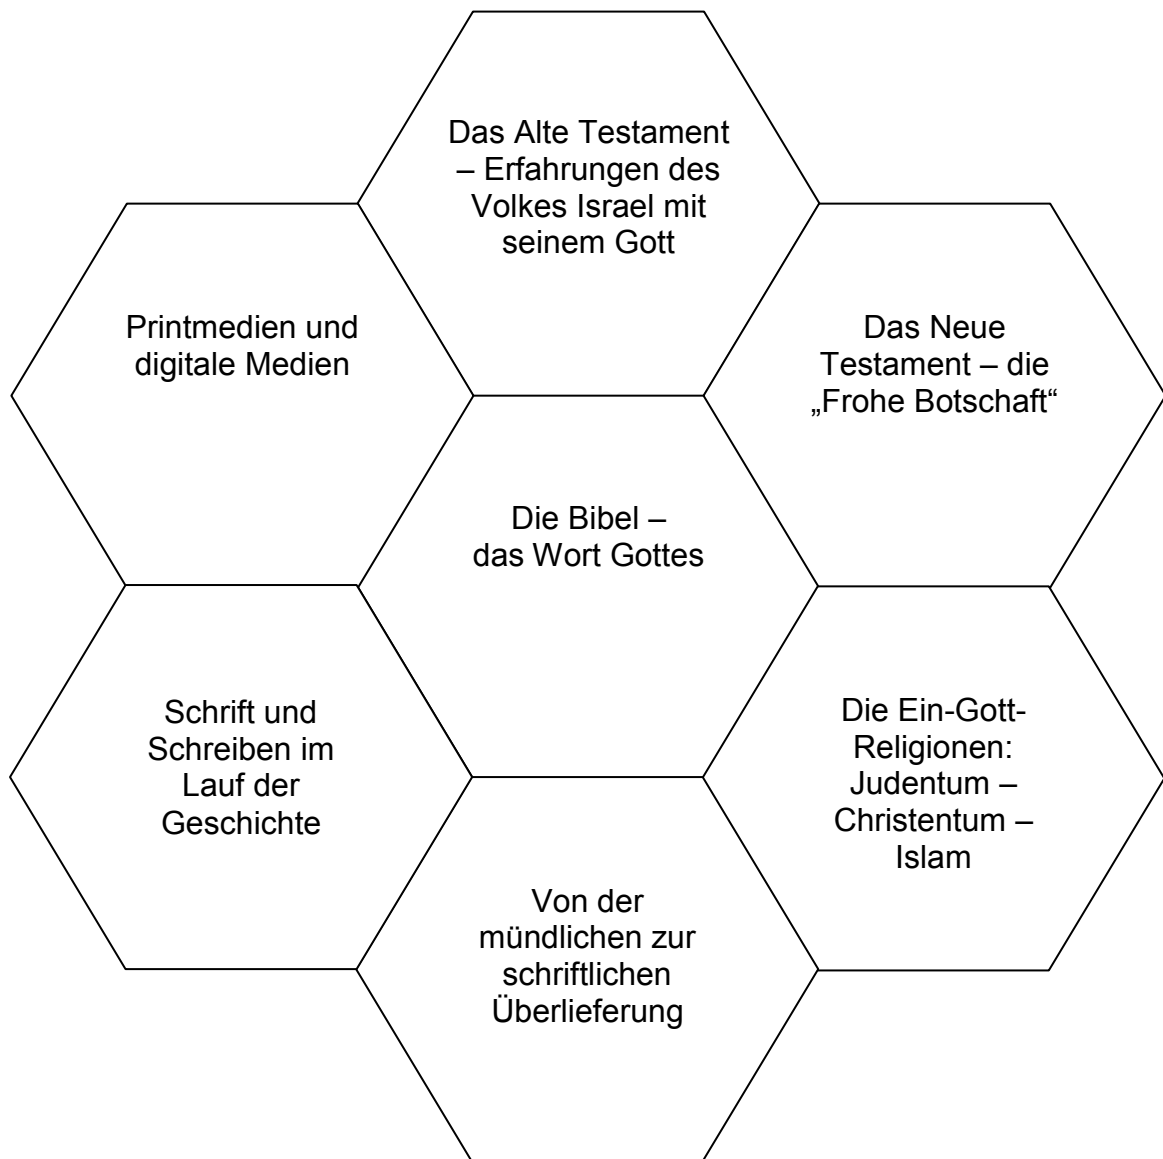 Das Alte Testament
– Erfahrungen des
Volkes Israel mit
seinem Gott
Printmedien und
digitale Medien
Das Neue
Testament – die
„Frohe Botschaft“
Die Bibel –
das Wort Gottes
Schrift und
Schreiben im
Lauf der
Geschichte
Die Ein-Gott-
Religionen:
Judentum –
Christentum –
Islam
Von der
mündlichen zur
schriftlichen
Überlieferung